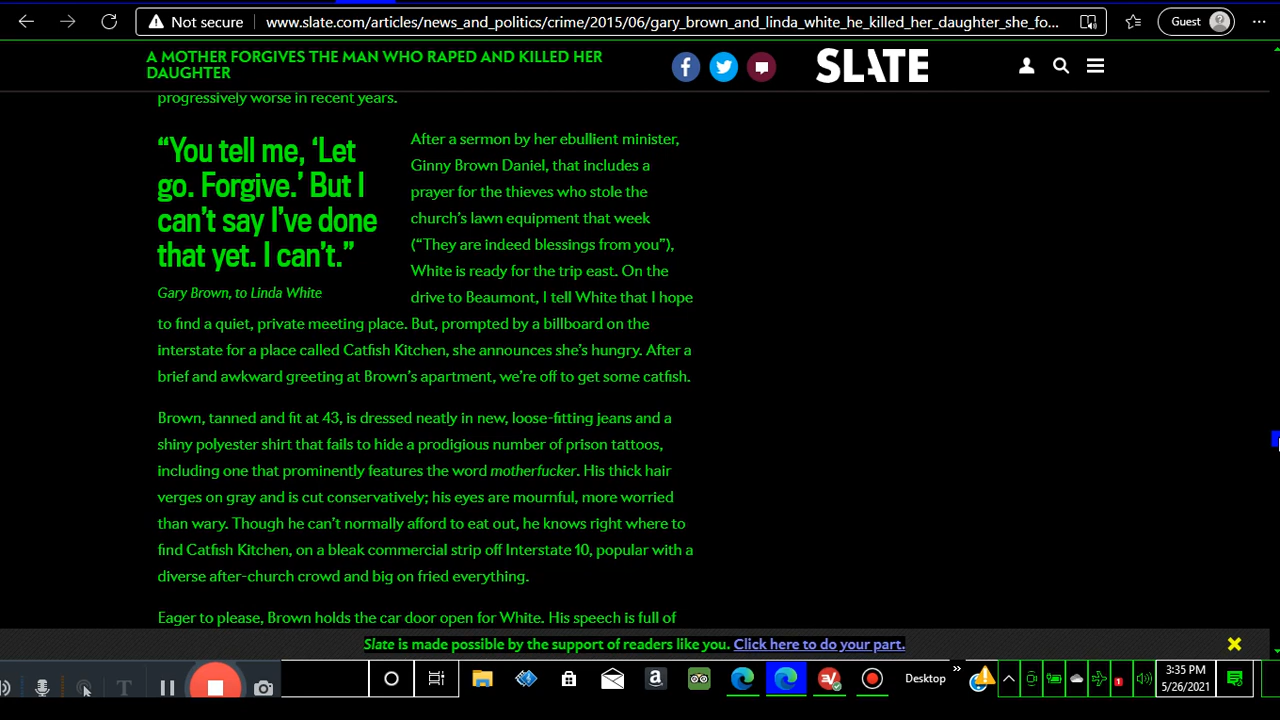 Not secure
www.slate.com/articles/news_and_politics/crime/2015/06/gary_brown_and_linda_white_he_killed_her_daughter_she_fo...
Guest
A MOTHER FORGIVES THE MAN WHO RAPED AND KILLED HER
DAUGHTER
SLATE
progressively worse in recent years.
“You tell me, ‘Let
go. Forgive.’ But I
can’t say I’ve done
that yet. I can’t.”
Gary Brown, to Linda White
After a sermon by her ebullient minister,
Ginny Brown Daniel, that includes a
prayer for the thieves who stole the
church’s lawn equipment that week
(“They are indeed blessings from you”),
White is ready for the trip east. On the
drive to Beaumont, I tell White that I hope
to find a quiet, private meeting place. But, prompted by a billboard on the
interstate for a place called Catfish Kitchen, she announces she’s hungry. After a
brief and awkward greeting at Brown’s apartment, we’re off to get some catfish.
Brown, tanned and fit at 43, is dressed neatly in new, loose-fitting jeans and a
shiny polyester shirt that fails to hide a prodigious number of prison tattoos,
including one that prominently features the word motherfucker. His thick hair
verges on gray and is cut conservatively; his eyes are mournful, more worried
than wary. Though he can’t normally afford to eat out, he knows right where to
find Catfish Kitchen, on a bleak commercial strip off Interstate 10, popular with a
diverse after-church crowd and big on fried everything.
Eager to please, Brown holds the car door open for White. His speech is full of
Slate is made possible by the support of readers like you. Click here to do your part.
Desktop
1
3:35 PM
5/26/2021